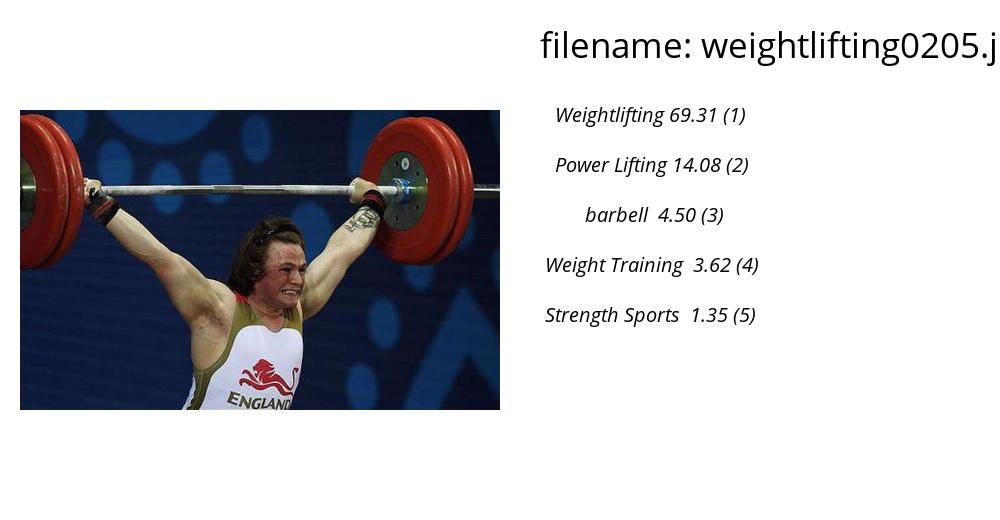 filename: weightlifting0205.j
Weightlifting 69.31 (1)
Power Lifting 14.08 (2)
barbell 4.50 (3)
Weight Training 3.62 (4)
Strength Sports 1.35 (5)
ENGLAND